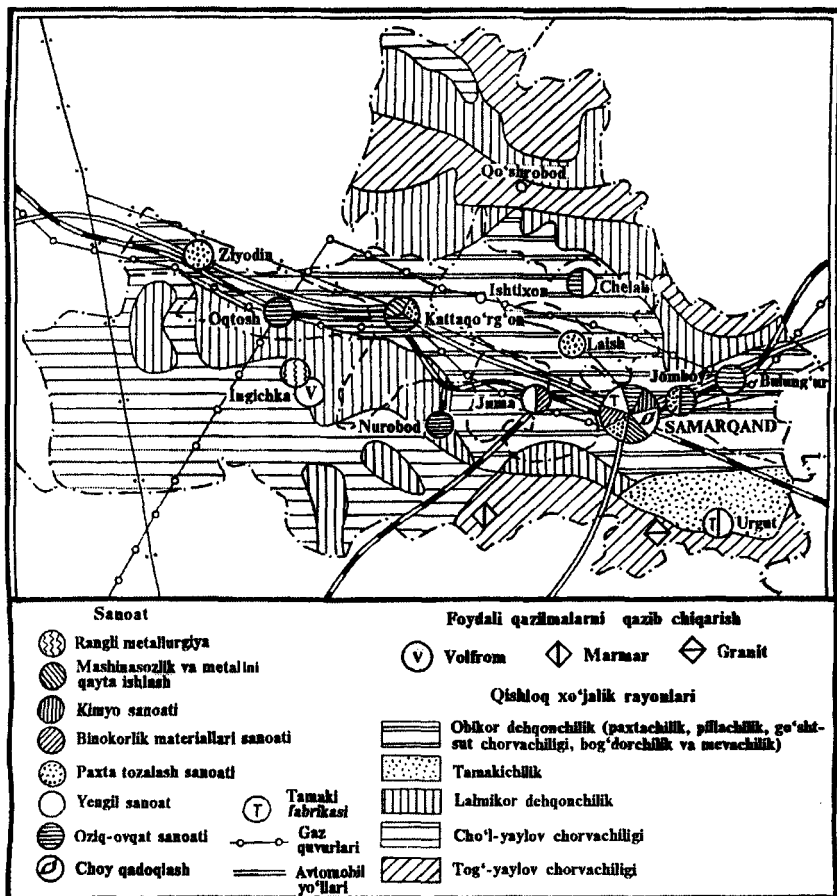 Qo‘shrobod
Ziyodin
Ishtixon
Chelak
Oqtosh
Kattaqo‘rg‘on
Laish
Jomboy
Bulung‘ur
Ingichka
V
Juma
T
Nurobod
SAMARQAND
T
Urgut
Sanoat
Rangli metallurgiya
Mashinasozlik va metalini
qayta ishlash
Kimyo sanoati
Binokorlik materiallari sanoati
Paxta tozalash sanoati
Yengil sanoat
Oziq-ovqat sanoati
Choy qadoqlash
T
Tamaki
fabrikasi
Gaz
quvurlari
Avtomobil
yo‘llari
Foydali qazilmalarni qazib chiqarish
V Volfrom
Marmar
Granit
Qishloq xo‘jalik rayonlari
Obikor dehqonchilik (paxtachilik, pillachilik, go‘sht-
sut chorvachiligi, bog‘dorchilik va mevachilik)
Tamakichilik
Lalmikor dehqonchilik
Cho‘l-yaylov chorvachiligi
Tog‘-yaylov chorvachiligi